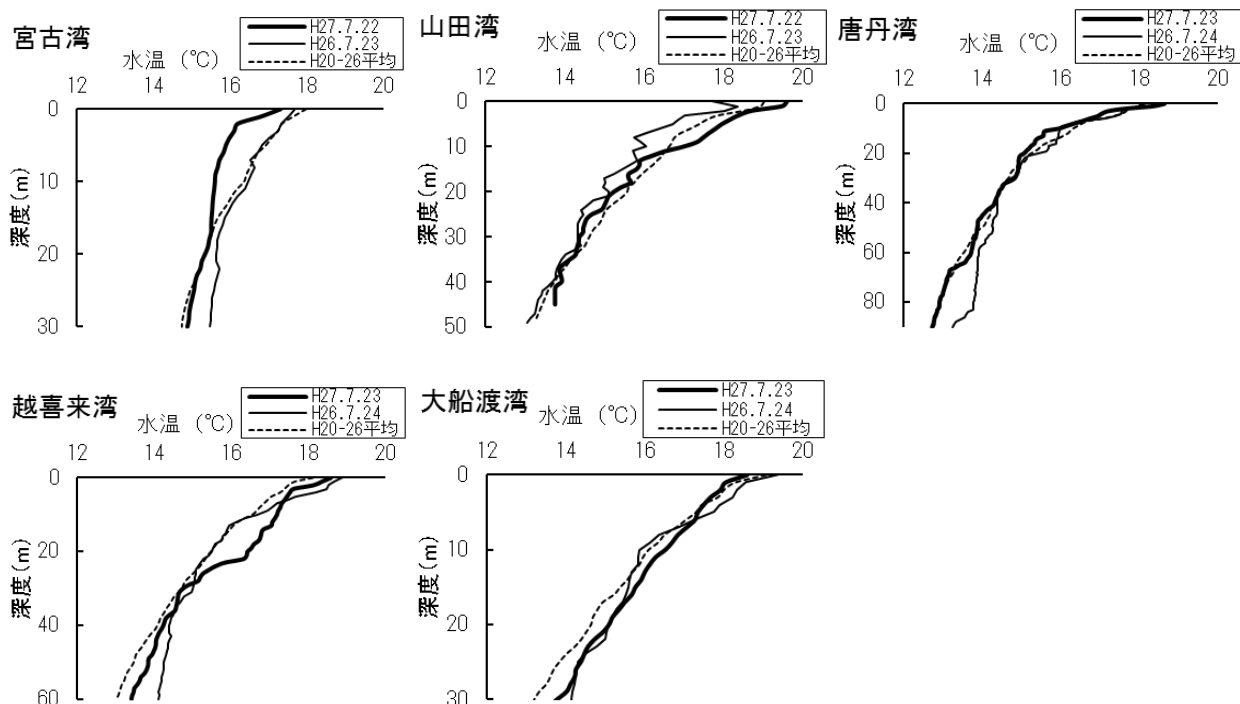 宮古湾
水温 (℃)
H27.7.22
H26.7.23
H20-26平均
12 14 16 18 20
0
10
20
30
深度(m)
山田湾
水温 (℃)
H27.7.22
H26.7.23
H20-26平均
12 14 16 18 20
0
10
20
30
40
50
深度(m)
唐丹湾
水温 (℃)
H27.7.23
H26.7.24
H20-26平均
12 14 16 18 20
0
20
40
60
80
深度(m)
越喜来湾
水温 (℃)
H27.7.23
H26.7.24
H20-26平均
12 14 16 18 20
0
20
40
60
深度(m)
大船渡湾
水温 (℃)
H27.7.23
H26.7.24
H20-26平均
12 14 16 18 20
0
10
20
30
深度(m)